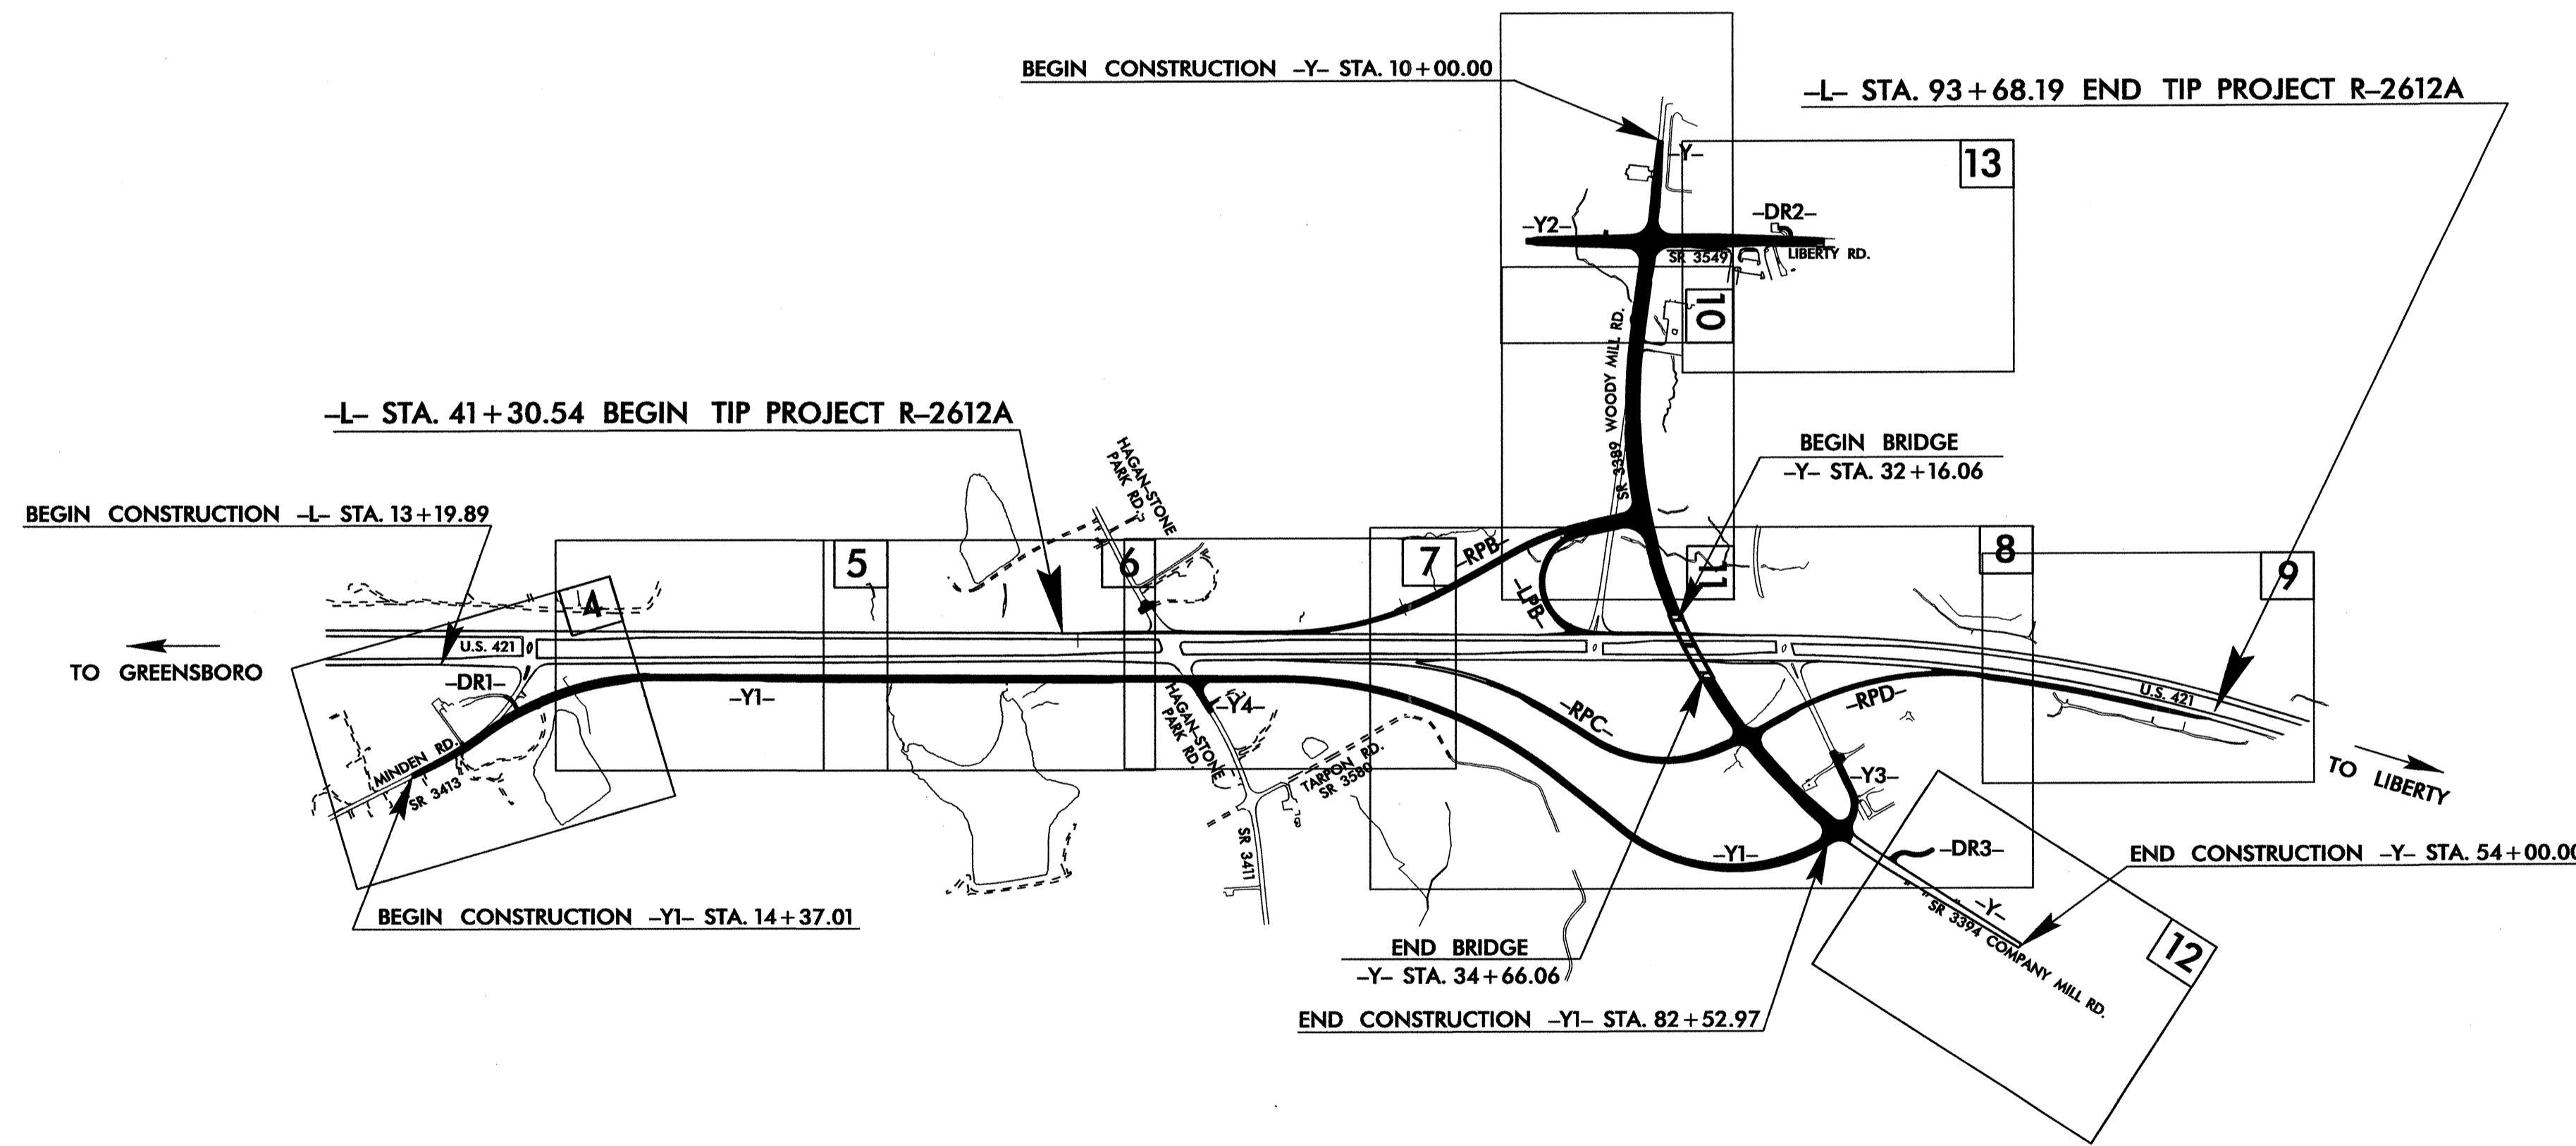 BEGIN CONSTRUCTION –Y– STA. 10+00.00
–L– STA. 93+68.19 END TIP PROJECT R–2612A
–Y–
13
–Y2–
–DR2–
SR 3549
LIBERTY RD.
10
SR 3389 WOODY MILL RD.
–L– STA. 41+30.54 BEGIN TIP PROJECT R–2612A
HAGAN–STONE
PARK RD.
BEGIN BRIDGE
–Y– STA. 32+16.06
BEGIN CONSTRUCTION –L– STA. 13+19.89
4
5
6
7
–RPB–
–LPB–
11
8
9
U.S. 421
TO GREENSBORO
–DR1–
–Y1–
HAGAN–STONE
PARK RD.
–Y4–
–RPC–
–RPD–
U.S. 421
TO LIBERTY
MINDEN RD.
SR 3413
TARPON RD.
SR 3580
–Y3–
SR 3411
–Y1–
–DR3–
END CONSTRUCTION –Y– STA. 54+00.00
–Y–
SR 3394 COMPANY MILL RD.
12
BEGIN CONSTRUCTION –Y1– STA. 14+37.01
END BRIDGE
–Y– STA. 34+66.06
END CONSTRUCTION –Y1– STA. 82+52.97